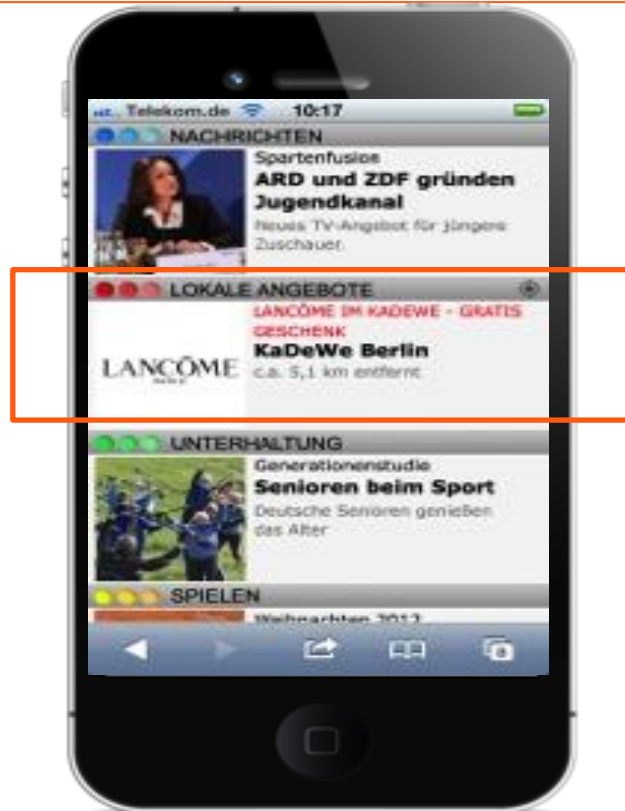 Telekom.de 10:17
NACHRICHTEN
Spartenfusion
ARD und ZDF gründen
Jugendkanal
Neues TV-Angebot für jüngere
Zuschauer.
LOKALE ANGEBOTE
LANCÔME IM KADEWE - GRATIS
GESCHENK
KaDeWe Berlin
c.a. 5,1 km entfernt
LANCÔME
UNTERHALTUNG
Generationenstudie
Senioren beim Sport
Deutsche Senioren genießen
das Alter
SPIELEN
Weihnachten 2012